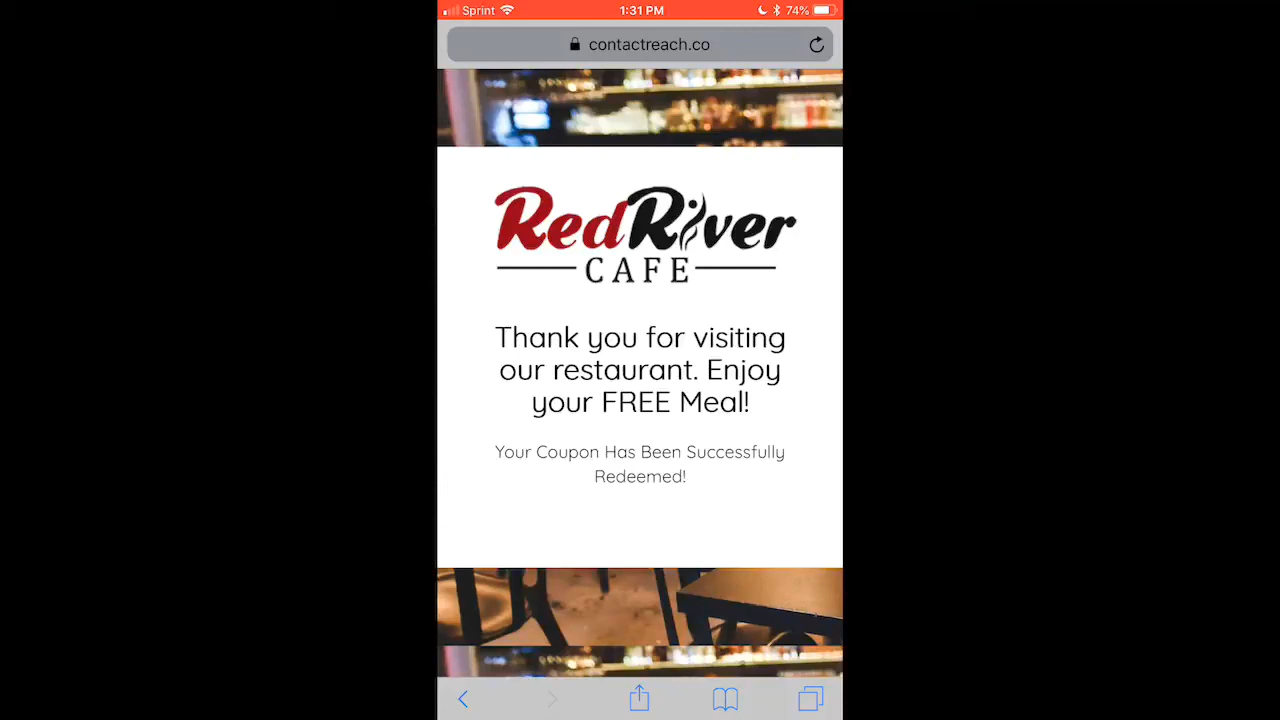 Sprint 1:31 PM 74%
contactreach.co
RedRiver
CAFE
Thank you for visiting
our restaurant. Enjoy
your FREE Meal!
Your Coupon Has Been Successfully
Redeemed!